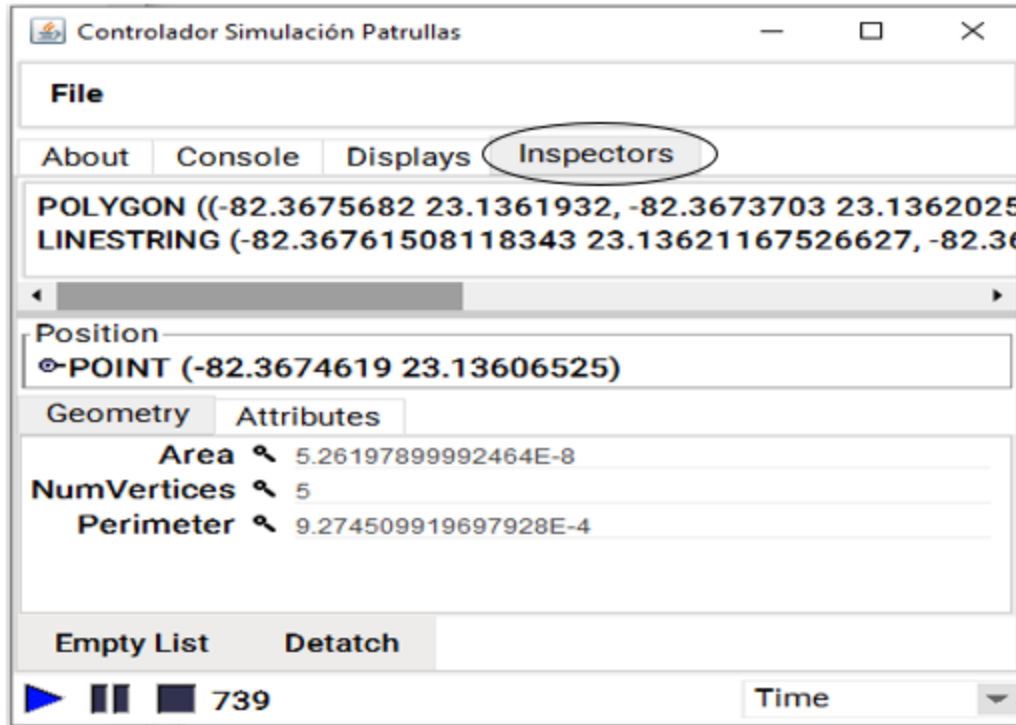 Controlador Simulación Patrullas
File
About Console Displays Inspectors
POLYGON ((-82.3675682 23.1361932, -82.3673703 23.1362025
LINESTRING (-82.36761508118343 23.13621167526627, -82.36
Position
POINT (-82.3674619 23.13606525)
Geometry Attributes
Area 5.26197899992464E-8
NumVertices 5
Perimeter 9.274509919697928E-4
Empty List Detatch
739 Time